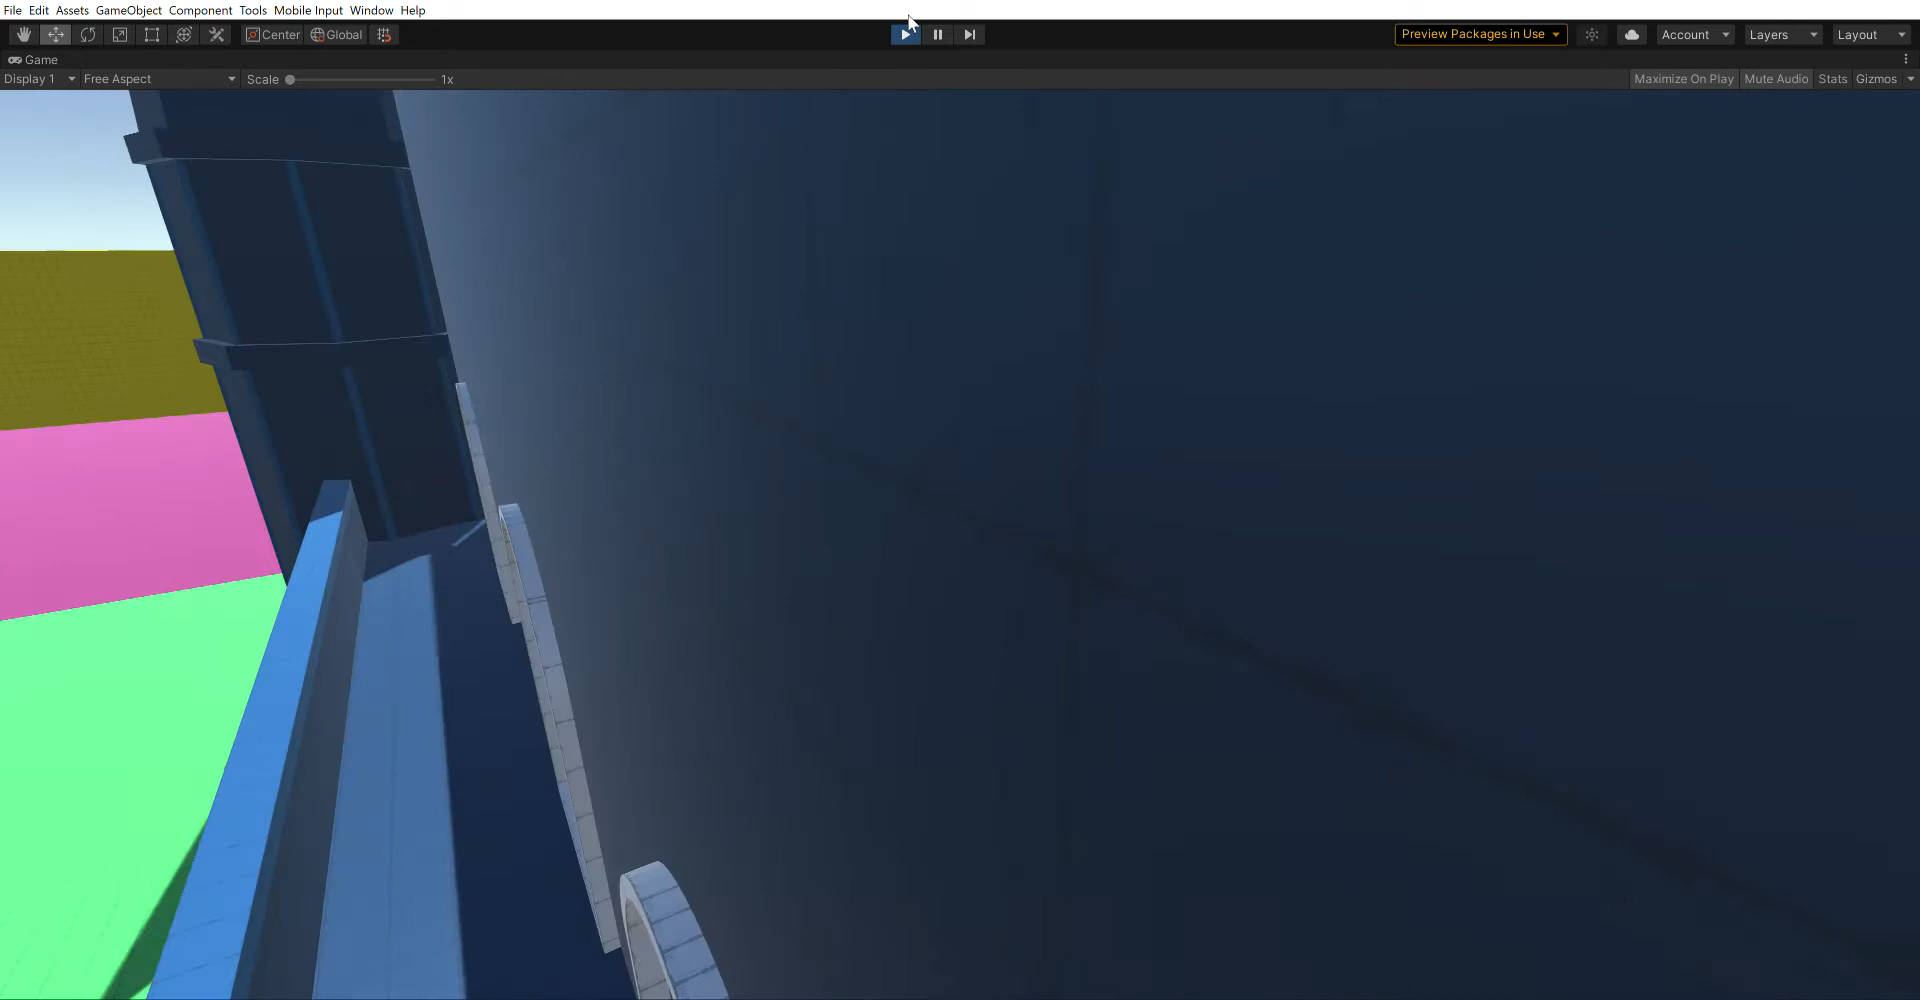 File Edit Assets GameObject Component Tools Mobile Input Window Help
Center Global Preview Packages in Use Account Layers Layout
Game
Display 1 Free Aspect Scale 1x Maximize On Play Mute Audio Stats Gizmos